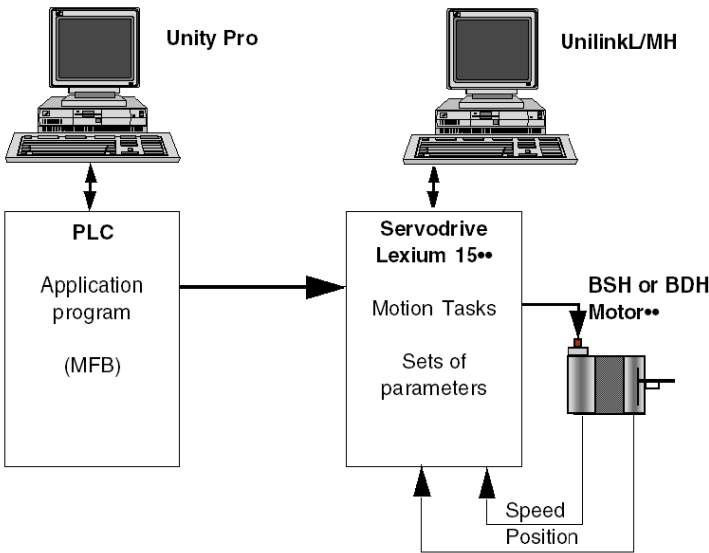 Unity Pro
UnilinkL/MH
PLC
Application
program
(MFB)
Servodrive
Lexium 15••
Motion Tasks
Sets of
parameters
BSH or BDH
Motor••
Speed
Position